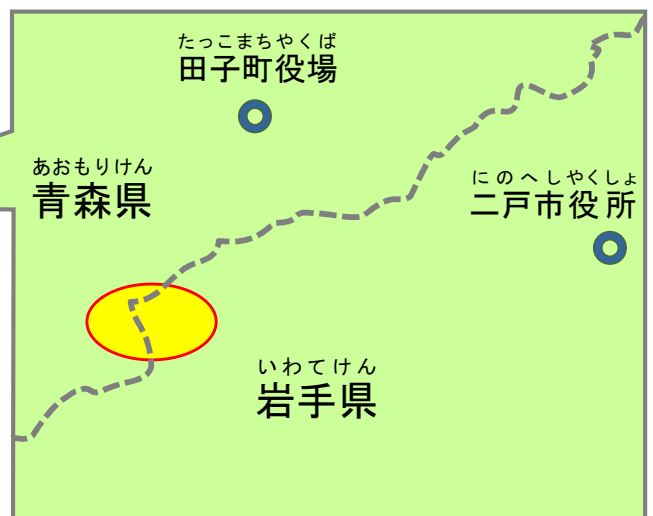 たっこまちやくば
田子町役場
あおもりけん
青森県
にのへしやくしょ
二戸市役所
いわてけん
岩手県